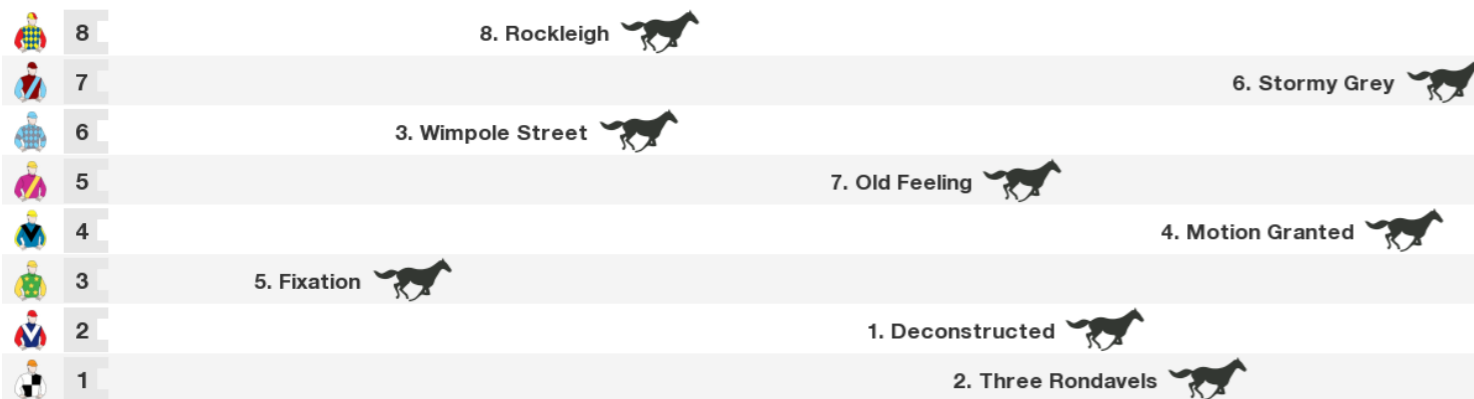 8 8. Rockleigh
7 6. Stormy Grey
6 3. Wimpole Street
5 7. Old Feeling
4 4. Motion Granted
3 5. Fixation
2 1. Deconstructed
1 2. Three Rondavels